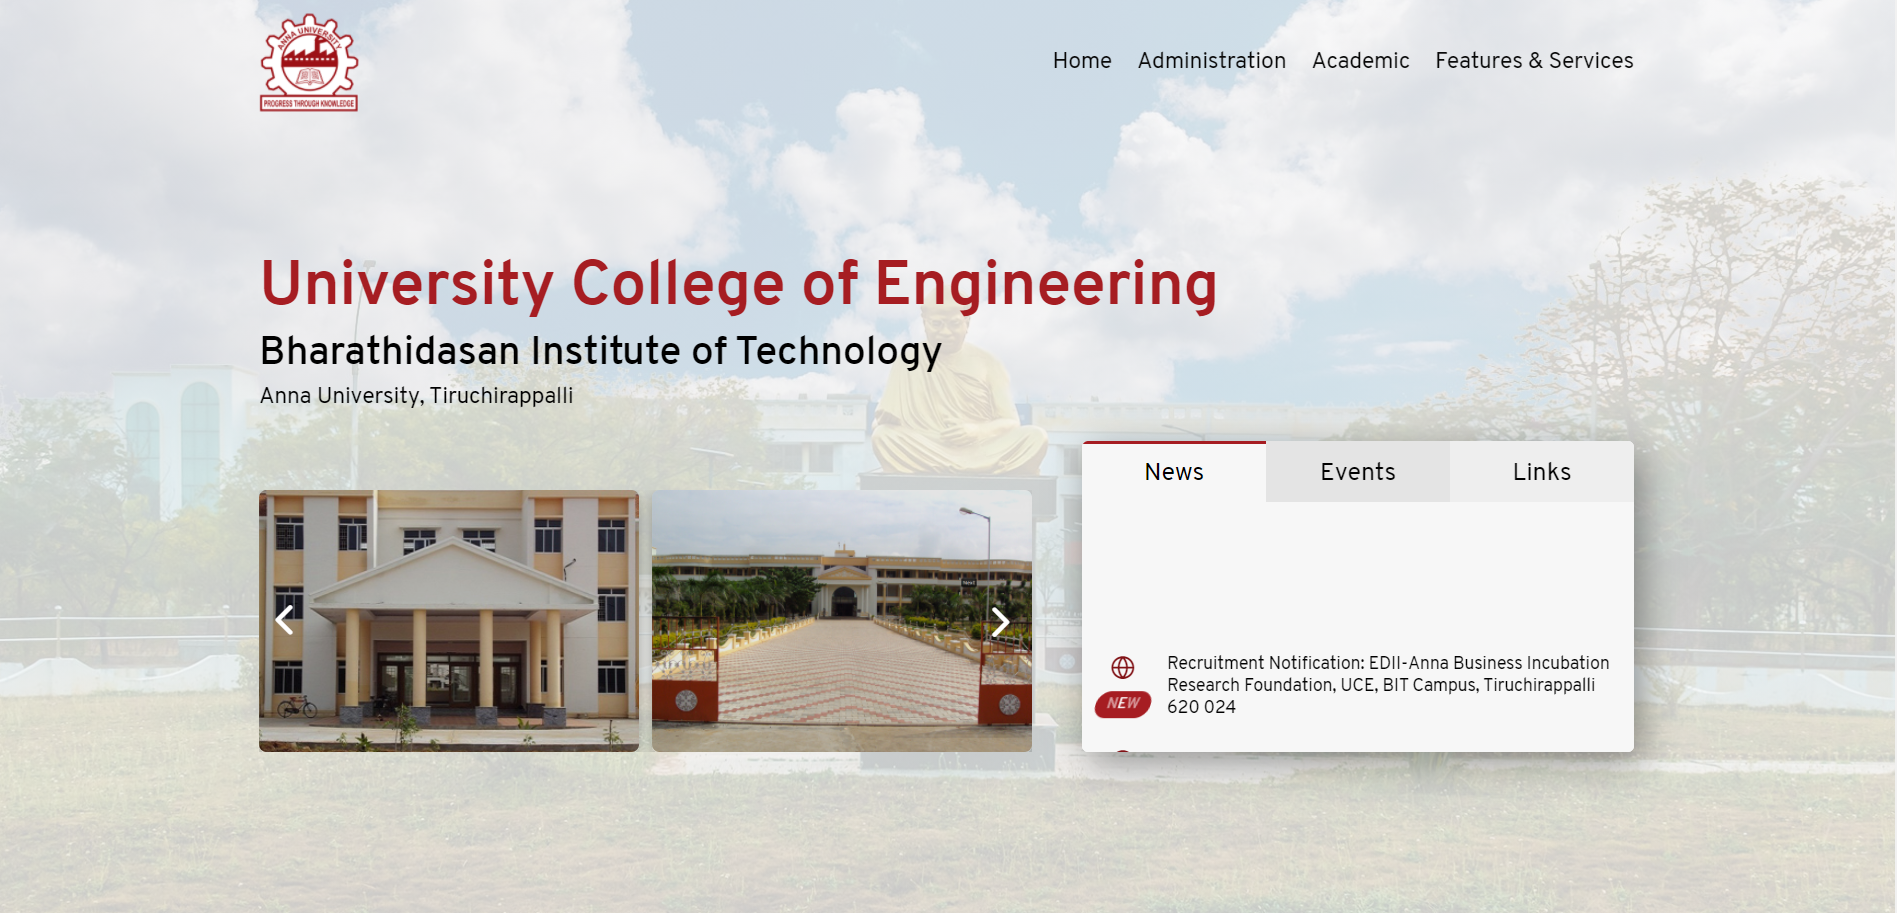 ANNA UNIVERSITY
PROGRESS THROUGH KNOWLEDGE
Home Administration Academic Features & Services
University College of Engineering
Bharathidasan Institute of Technology
Anna University, Tiruchirappalli
News Events Links
Next
Recruitment Notification: EDII-Anna Business Incubation
Research Foundation, UCE, BIT Campus, Tiruchirappalli
620 024
NEW